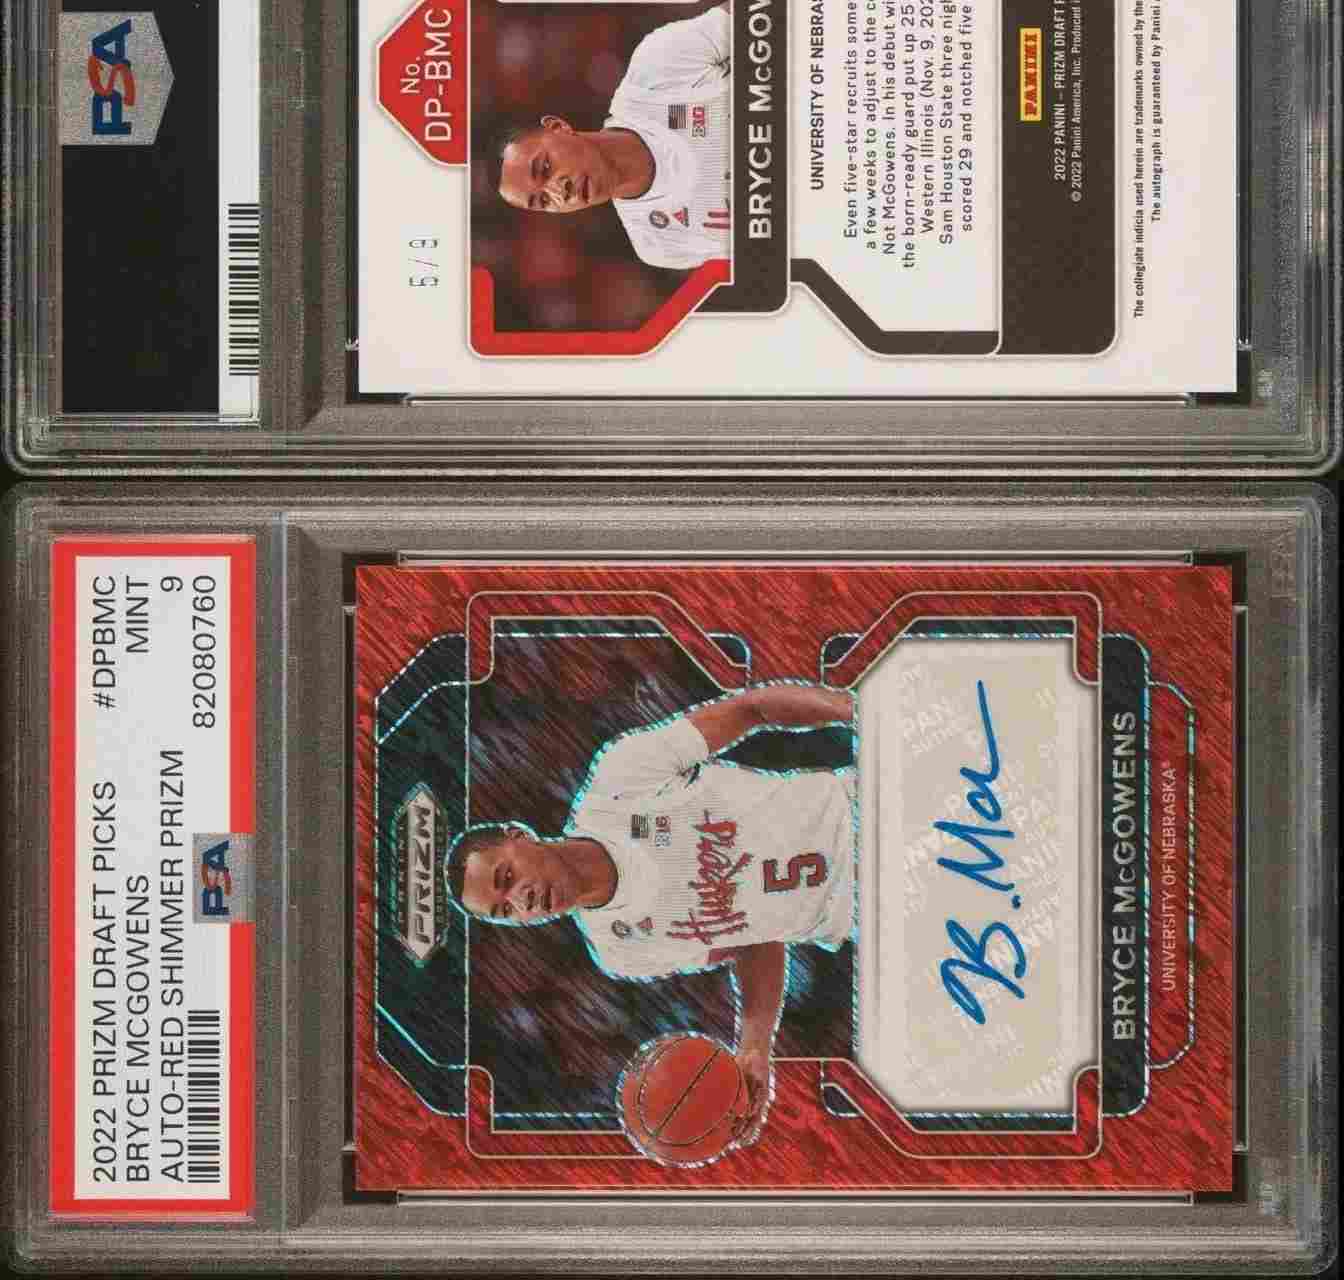 2022 PRIZM DRAFT PICKS #DPBMC
BRYCE MCGOWENS MINT
AUTO-RED SHIMMER PRIZM 9
82080760
PSA
PRIZM
Huskers
5
B1G
B. Mc
BRYCE McGOWENS
UNIVERSITY OF NEBRASKA®
PSA
No.
DP-BMC
5/9
B1G
BRYCE McGOW
UNIVERSITY OF NEBRAS
Even five-star recruits some
a few weeks to adjust to the c
Not McGowens. In his debut wi
the born-ready guard put up 25
Western Illinois (Nov. 9, 202
Sam Houston State three nig
scored 29 and notched five
PANINI
2022 PANINI – PRIZM DRAFT P
© 2022 Panini America, Inc. Produced i
The collegiate indicia used herein are trademarks owned by the
The autograph is guaranteed by Panini